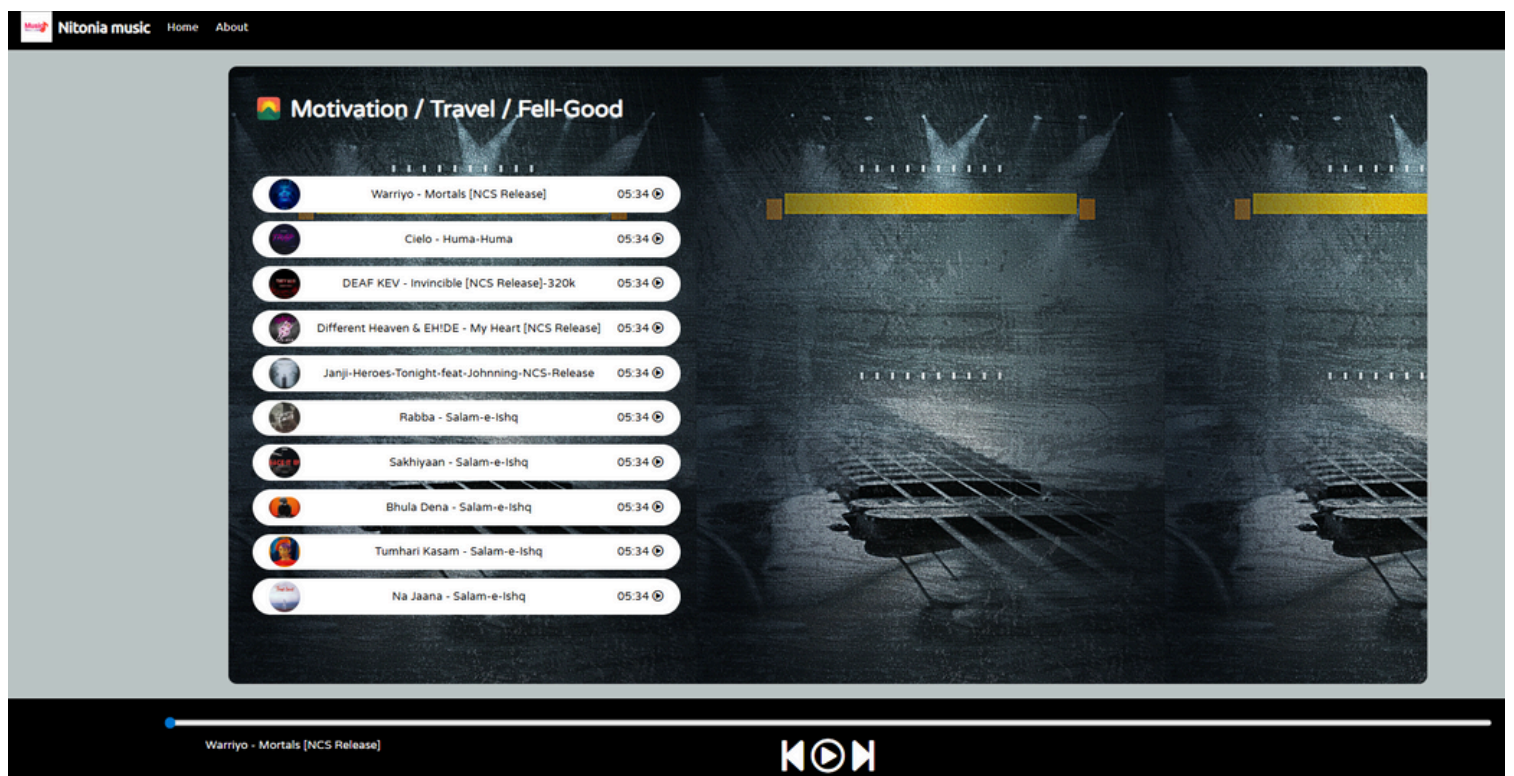 Music
Nitonia music Home About
Motivation / Travel / Fell-Good
Warriyo - Mortals [NCS Release] 05:34
Cielo - Huma-Huma 05:34
DEAF KEV - Invincible [NCS Release]-320k 05:34
Different Heaven & EH!DE - My Heart [NCS Release] 05:34
Janji-Heroes-Tonight-feat-Johnning-NCS-Release 05:34
Rabba - Salam-e-Ishq 05:34
Sakhiyaan - Salam-e-Ishq 05:34
Bhula Dena - Salam-e-Ishq 05:34
Tumhari Kasam - Salam-e-Ishq 05:34
Na Jaana - Salam-e-Ishq 05:34
Warriyo - Mortals [NCS Release]